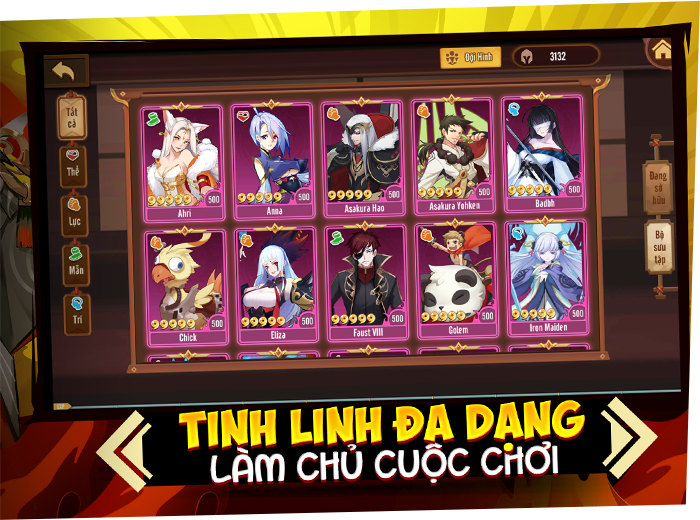 Đội Hình
3132
Tất cả
Thể
Lực
Mẫn
Trí
500
Ahri
500
Anna
500
Asakura Hao
500
Asakura Yohken
500
Badbh
500
Chick
500
Eliza
500
Faust VIII
500
Golem
500
Iron Maiden
Đang sở hữu
Bộ sưu tập
TINH LINH ĐA DẠNG
LÀM CHỦ CUỘC CHƠI